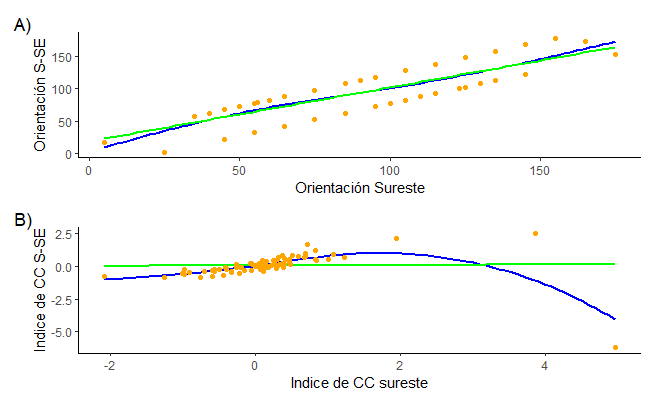 A)
Orientación S-SE
150
100
50
0
0
50
100
150
Orientación Sureste
B)
Indice de CC S-SE
2.5
0.0
-2.5
-5.0
-2
0
2
4
Indice de CC sureste